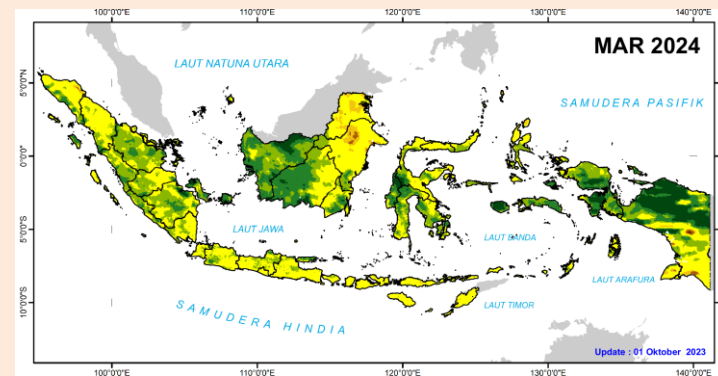 100°0'0"E 110°0'0"E 120°0'0"E 130°0'0"E 140°0'0"E
MAR 2024
LAUT NATUNA UTARA
5°0'0"N
SAMUDERA PASIFIK
0°0'0"
LAUT JAWA
LAUT BANDA
5°0'0"S
LAUT ARAFURA
SAMUDERA HINDIA
LAUT TIMOR
10°0'0"S
Update : 01 Oktober 2023
100°0'0"E 110°0'0"E 120°0'0"E 130°0'0"E 140°0'0"E